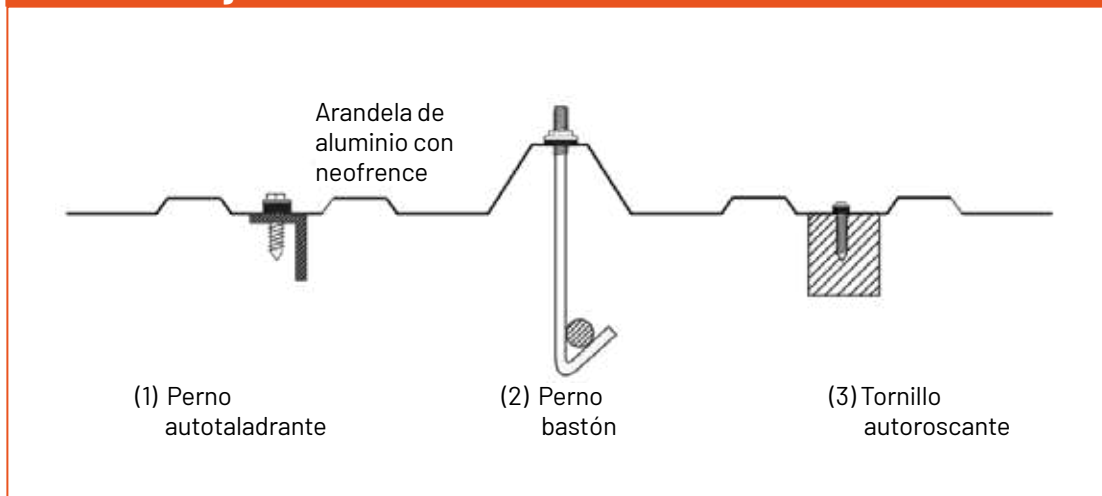 Arandela de
aluminio con
neofrence
(1) Perno
autotaladrante
(2) Perno
bastón
(3) Tornillo
autoroscante